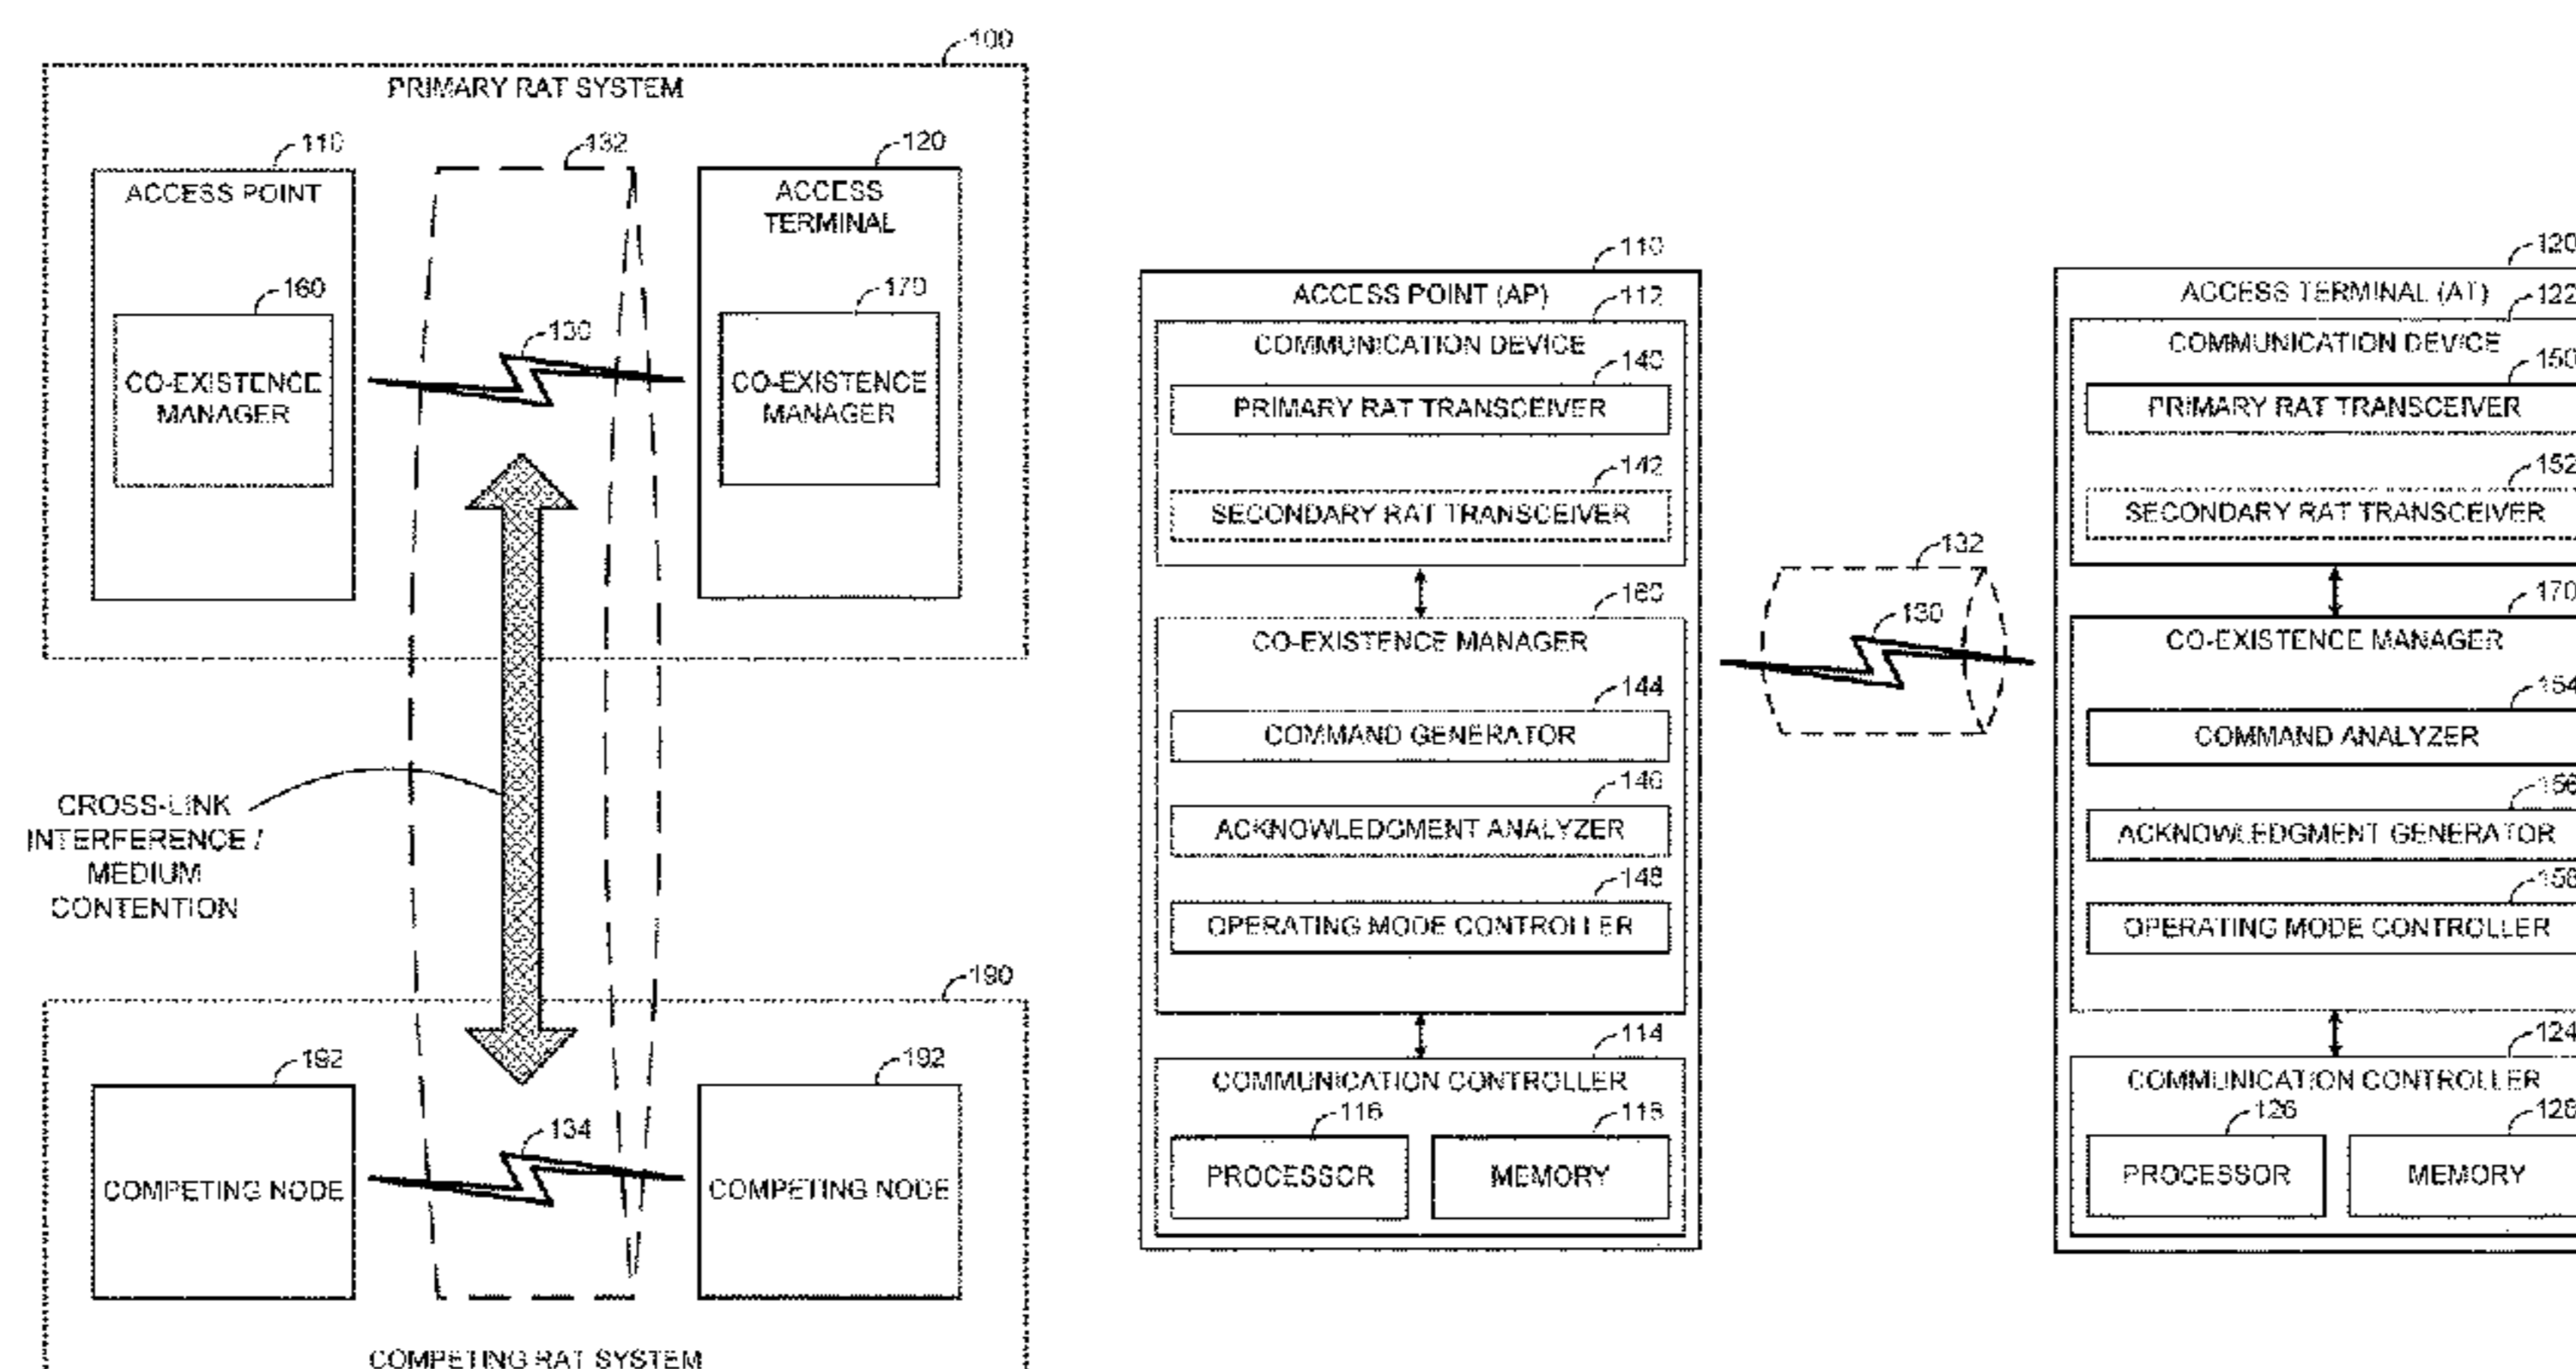 100
PRIMARY RAT SYSTEM
110
132
120
ACCESS POINT
ACCESS
TERMINAL
160
170
130
CO-EXISTENCE
MANAGER
CO-EXISTENCE
MANAGER
CROSS-LINK
INTERFERENCE /
MEDIUM
CONTENTION
190
192
192
134
COMPETING NODE
COMPETING NODE
COMPETING RAT SYSTEM
110
ACCESS POINT (AP)
112
COMMUNICATION DEVICE
140
PRIMARY RAT TRANSCEIVER
142
SECONDARY RAT TRANSCEIVER
160
CO-EXISTENCE MANAGER
144
COMMAND GENERATOR
146
ACKNOWLEDGMENT ANALYZER
148
OPERATING MODE CONTROLLER
114
COMMUNICATION CONTROLLER
116
118
PROCESSOR
MEMORY
132
130
120
ACCESS TERMINAL (AT)
122
COMMUNICATION DEVICE
150
PRIMARY RAT TRANSCEIVER
152
SECONDARY RAT TRANSCEIVER
170
CO-EXISTENCE MANAGER
154
COMMAND ANALYZER
156
ACKNOWLEDGMENT GENERATOR
158
OPERATING MODE CONTROLLER
124
COMMUNICATION CONTROLLER
126
128
PROCESSOR
MEMORY